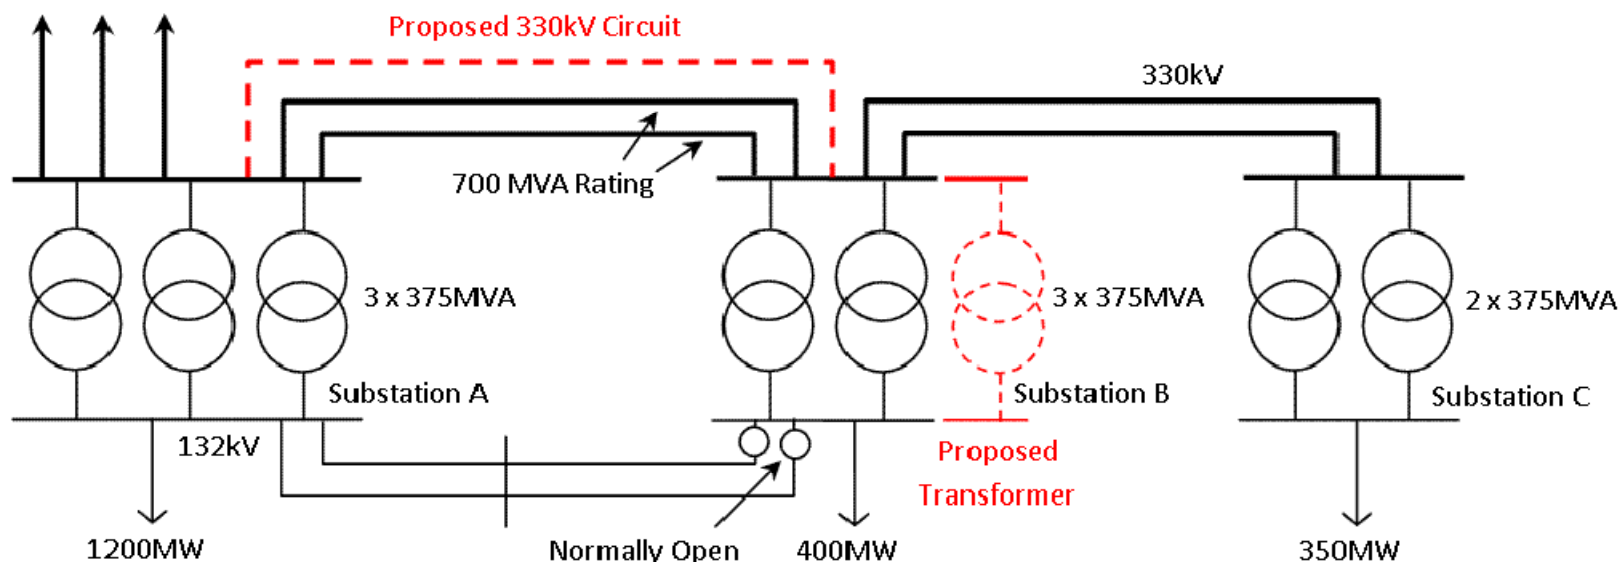 Proposed 330kV Circuit
330kV
700 MVA Rating
3 x 375MVA
3 x 375MVA
2 x 375MVA
Substation A
Substation B
Substation C
132kV
Proposed
Transformer
1200MW
Normally Open
400MW
350MW